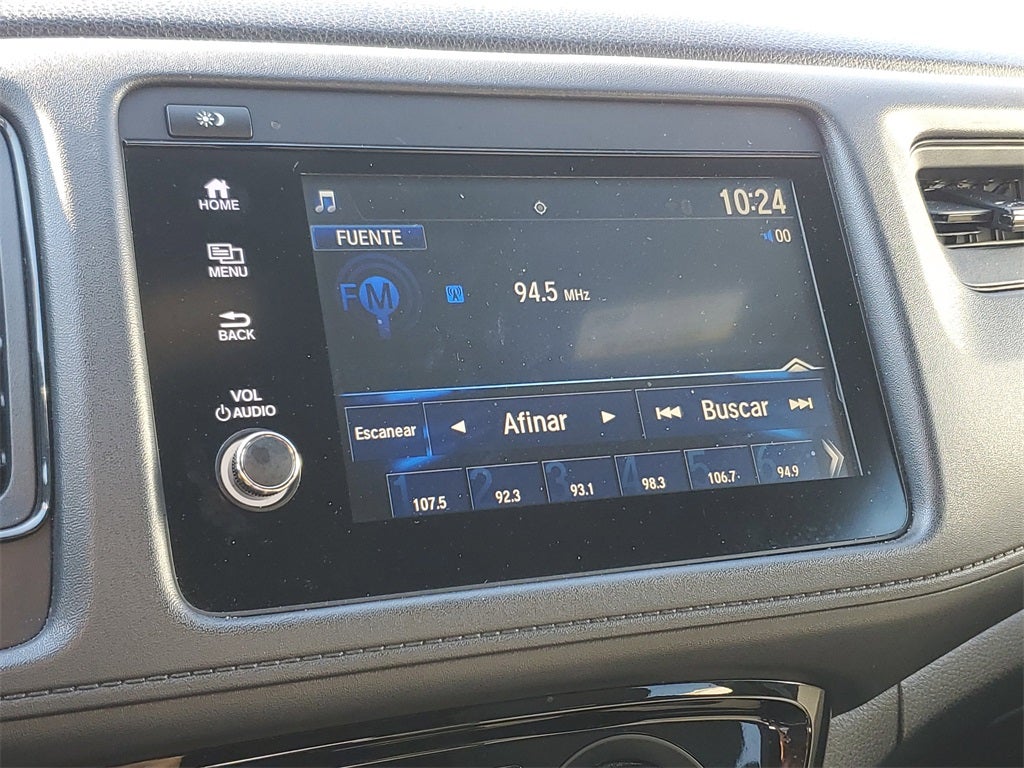 HOME
MENU
BACK
VOL
AUDIO
10:24
FUENTE
00
FM
94.5 MHz
Escanear
Afinar
Buscar
1 107.5
2 92.3
3 93.1
4 98.3
5 106.7
6 94.9